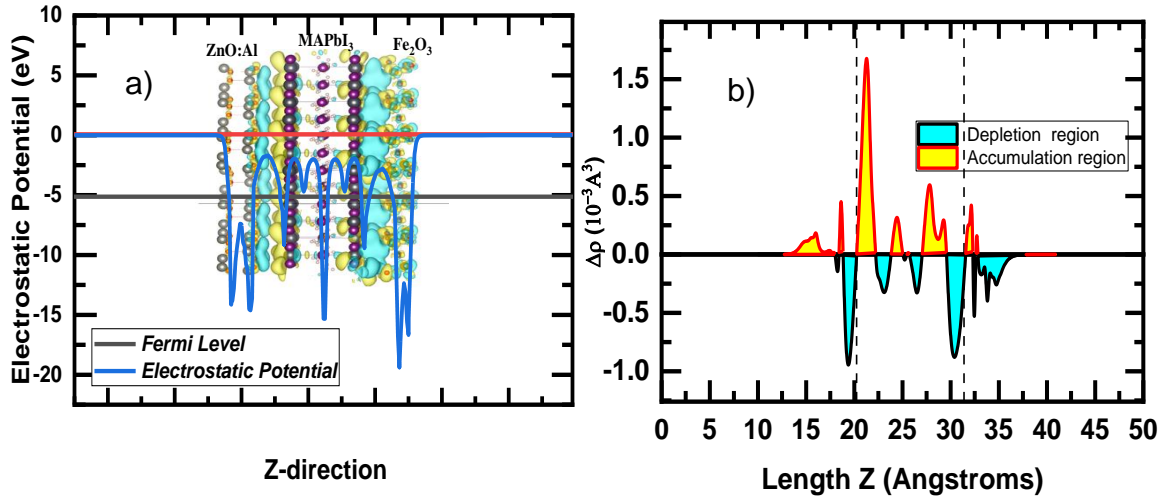 Electrostatic Potential (eV)
10
5
0
-5
-10
-15
-20
a)
ZnO:Al
MAPbI₃
Fe₂O₃
Fermi Level
Electrostatic Potential
Z-direction
Δρ (10⁻³A³)
1.5
1.0
0.5
0.0
-0.5
-1.0
b)
Depletion region
Accumulation region
0 5 10 15 20 25 30 35 40 45 50
Length Z (Angstroms)